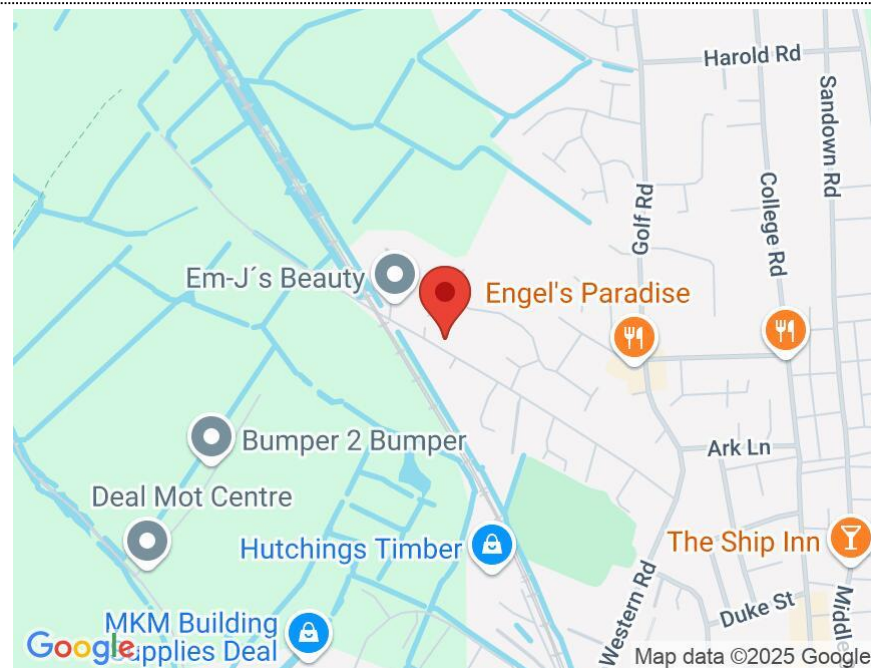 Harold Rd
Sandown Rd
College Rd
Golf Rd
Em-J´s Beauty
Engel's Paradise
Bumper 2 Bumper
Ark Ln
Deal Mot Centre
Hutchings Timber
The Ship Inn
Western Rd
Duke St
Middle
MKM Building
Supplies Deal
Google
Map data ©2025 Google